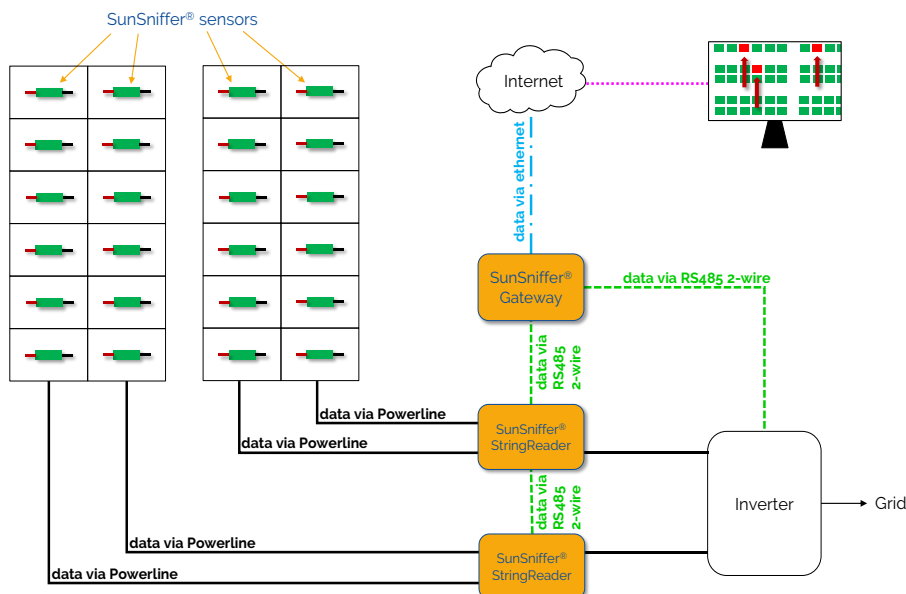 SunSniffer® sensors
Internet
data via ethernet
SunSniffer®
Gateway
data via RS485 2-wire
data via
RS485
2-wire
data via Powerline
data via Powerline
SunSniffer®
StringReader
data via
RS485
2-wire
Inverter
Grid
data via Powerline
data via Powerline
SunSniffer®
StringReader